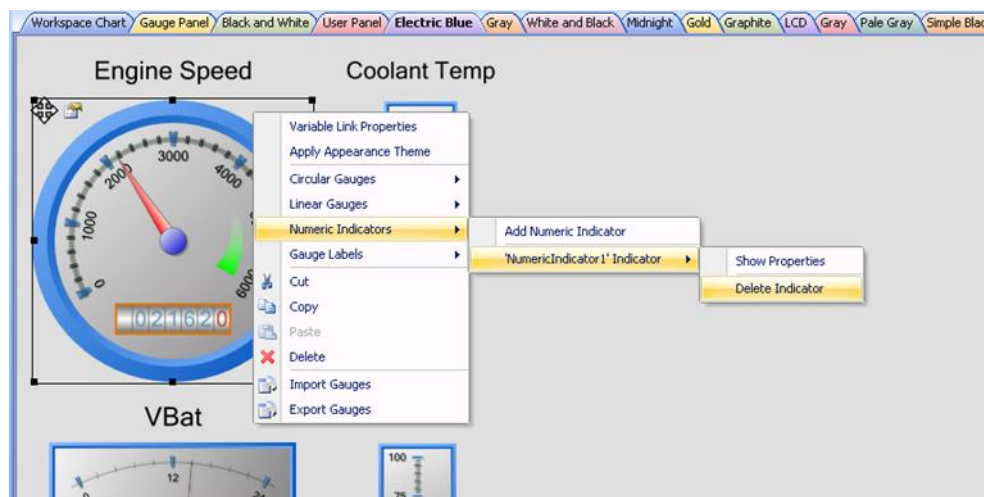 Workspace Chart Gauge Panel Black and White User Panel Electric Blue Gray White and Black Midnight Gold Graphite LCD Gray Pale Gray Simple Blac
Engine Speed
Coolant Temp
0
1000
2000
3000
4000
6000
021620
Variable Link Properties
Apply Appearance Theme
Circular Gauges
Linear Gauges
Numeric Indicators
Gauge Labels
Cut
Copy
Paste
Delete
Import Gauges
Export Gauges
Add Numeric Indicator
'NumericIndicator1' Indicator
Show Properties
Delete Indicator
VBat
12
100
75